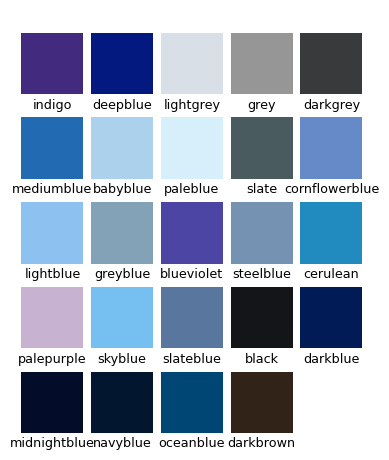 indigo deepblue lightgrey grey darkgrey
mediumblue babyblue paleblue slate cornflowerblue
lightblue greyblue blueviolet steelblue cerulean
palepurple skyblue slateblue black darkblue
midnightblue navyblue oceanblue darkbrown